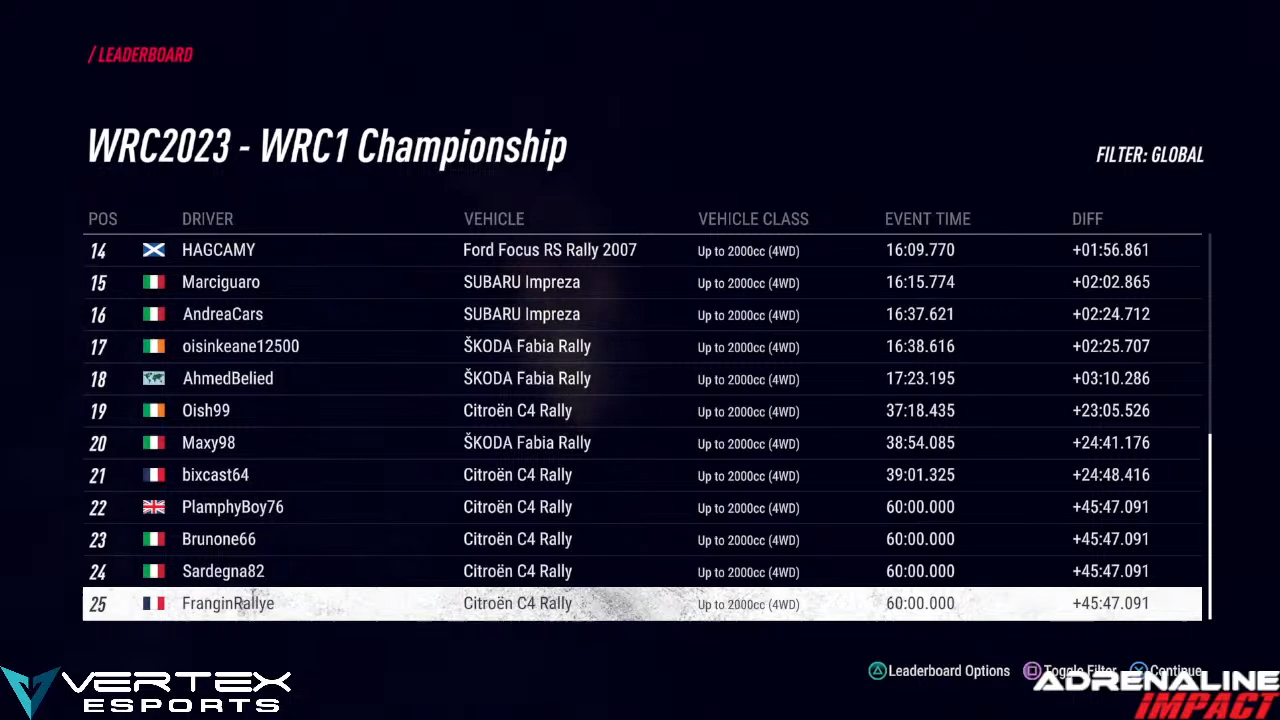 / LEADERBOARD
WRC2023 - WRC1 Championship
FILTER: GLOBAL
POS DRIVER VEHICLE VEHICLE CLASS EVENT TIME DIFF
14 HAGCAMY Ford Focus RS Rally 2007 Up to 2000cc (4WD) 16:09.770 +01:56.861
15 Marciguaro SUBARU Impreza Up to 2000cc (4WD) 16:15.774 +02:02.865
16 AndreaCars SUBARU Impreza Up to 2000cc (4WD) 16:37.621 +02:24.712
17 oisinkeane12500 ŠKODA Fabia Rally Up to 2000cc (4WD) 16:38.616 +02:25.707
18 AhmedBelied ŠKODA Fabia Rally Up to 2000cc (4WD) 17:23.195 +03:10.286
19 Oish99 Citroën C4 Rally Up to 2000cc (4WD) 37:18.435 +23:05.526
20 Maxy98 ŠKODA Fabia Rally Up to 2000cc (4WD) 38:54.085 +24:41.176
21 bixcast64 Citroën C4 Rally Up to 2000cc (4WD) 39:01.325 +24:48.416
22 PlamphyBoy76 Citroën C4 Rally Up to 2000cc (4WD) 60:00.000 +45:47.091
23 Brunone66 Citroën C4 Rally Up to 2000cc (4WD) 60:00.000 +45:47.091
24 Sardegna82 Citroën C4 Rally Up to 2000cc (4WD) 60:00.000 +45:47.091
25 FranginRallye Citroën C4 Rally Up to 2000cc (4WD) 60:00.000 +45:47.091
Leaderboard Options Toggle Filter Continue
VERTEX
ESPORTS
ADRENALINE
IMPACT